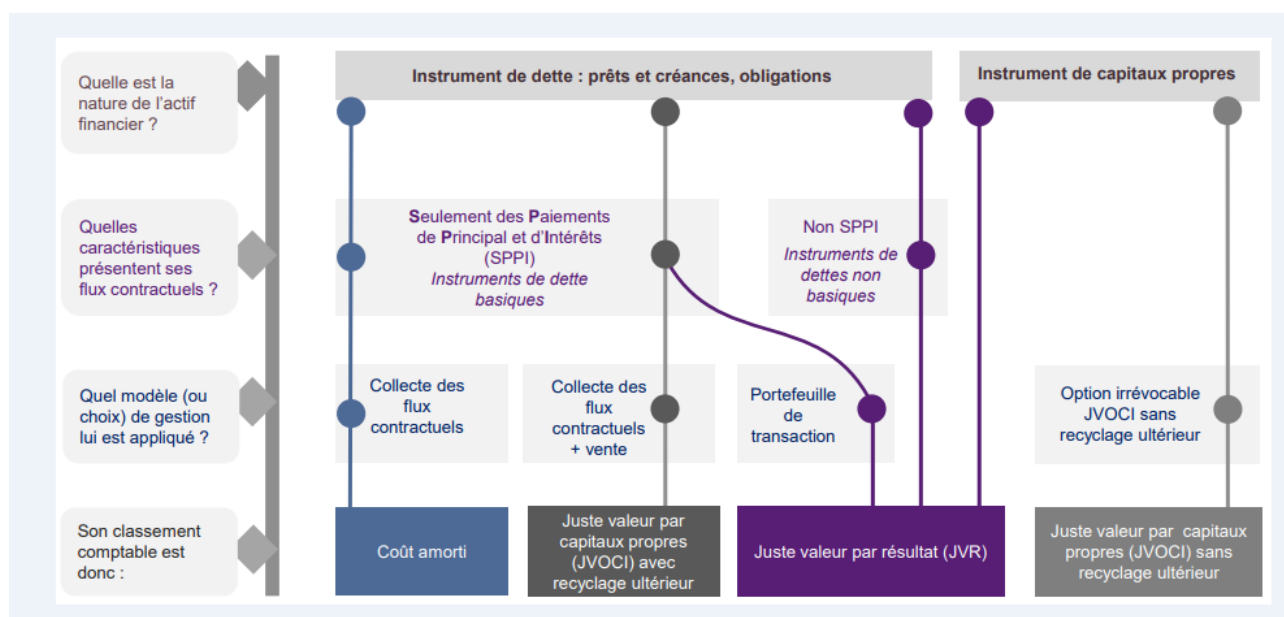 Quelle est la
nature de l'actif
financier ?
Instrument de dette : prêts et créances, obligations
Instrument de capitaux propres
Quelles
caractéristiques
présentent ses
flux contractuels ?
Seulement des Paiements
de Principal et d'Intérêts
(SPPI)
Instruments de dette
basiques
Non SPPI
Instruments de
dettes non
basiques
Quel modèle (ou
choix) de gestion
lui est appliqué ?
Collecte des
flux
contractuels
Collecte des
flux
contractuels
+ vente
Portefeuille
de
transaction
Option irrévocable
JVOCI sans
recyclage ultérieur
Son classement
comptable est
donc :
Coût amorti
Juste valeur par
capitaux propres
(JVOCI) avec
recyclage ultérieur
Juste valeur par résultat (JVR)
Juste valeur par capitaux
propres (JVOCI) sans
recyclage ultérieur